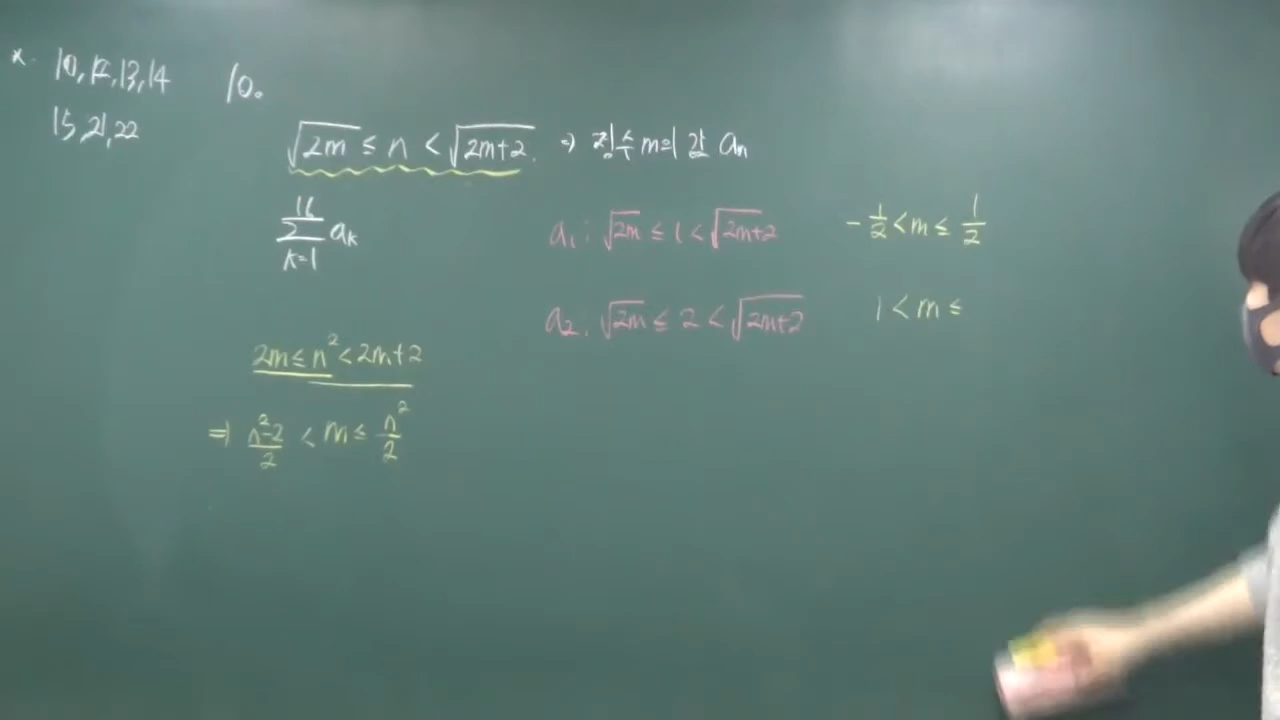 * 10, 12, 13, 14
15, 21, 22
10.
√(2m) ≤ n < √(2m+2). ⇒ 정수 m의 값 aₙ
∑_{k=1}^{16} aₖ
a₁ : √(2m) ≤ 1 < √(2m+2)
-1/2 < m ≤ 1/2
a₂ : √(2m) ≤ 2 < √(2m+2)
1 < m ≤
2m ≤ n² < 2m+2
⇒ (n²-2)/2 < m ≤ n²/2